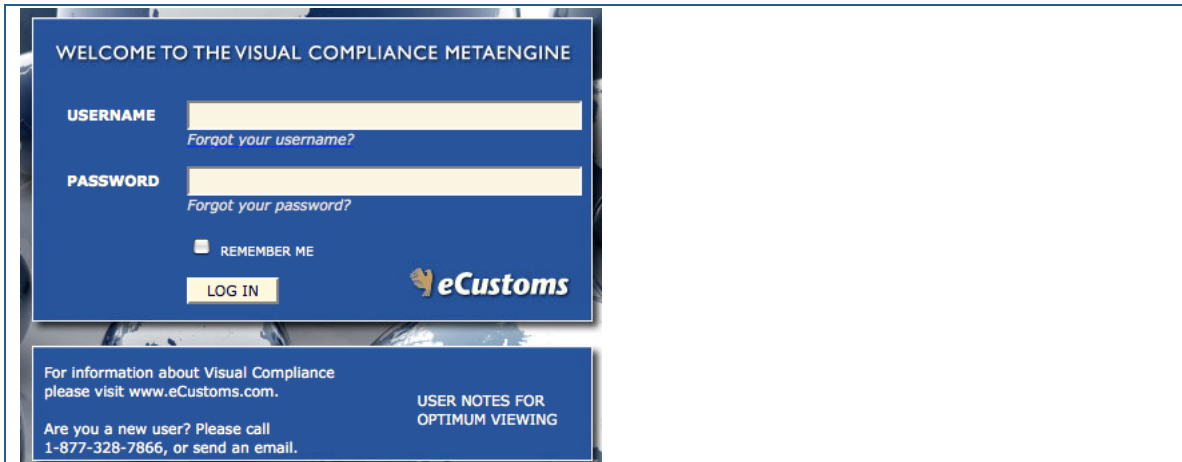 WELCOME TO THE VISUAL COMPLIANCE METAENGINE
USERNAME
Forgot your username?
PASSWORD
Forgot your password?
REMEMBER ME
LOG IN
eCustoms
For information about Visual Compliance
please visit www.eCustoms.com.
Are you a new user? Please call
1-877-328-7866, or send an email.
USER NOTES FOR
OPTIMUM VIEWING